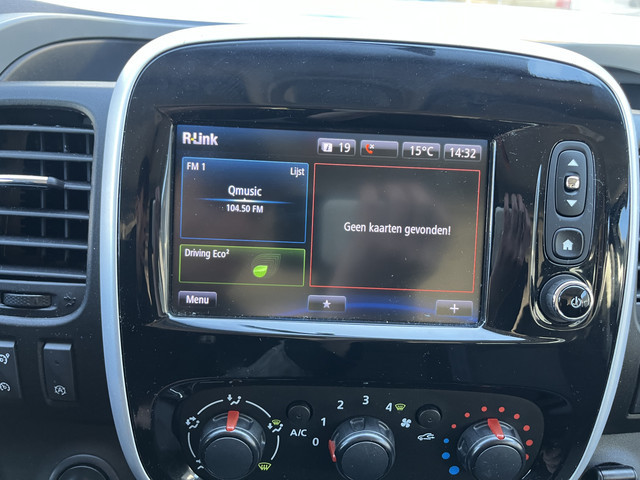 R-Link
19
15°C
14:32
FM 1
Lijst
Qmusic
104.50 FM
Geen kaarten gevonden!
Driving Eco²
Menu
A/C
0
1
2
3
4